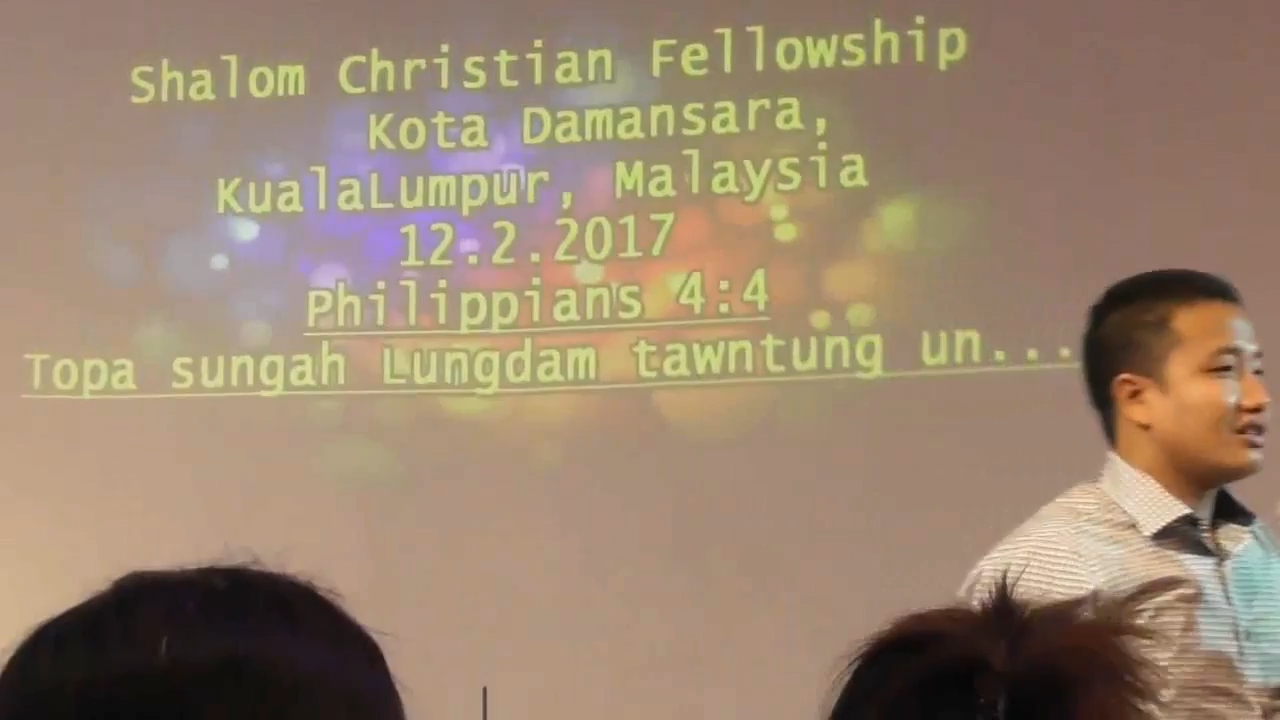 Shalom Christian Fellowship
Kota Damansara,
KualaLumpur, Malaysia
12.2.2017
Philippians 4:4
Topa sungah Lungdam tawntung un...